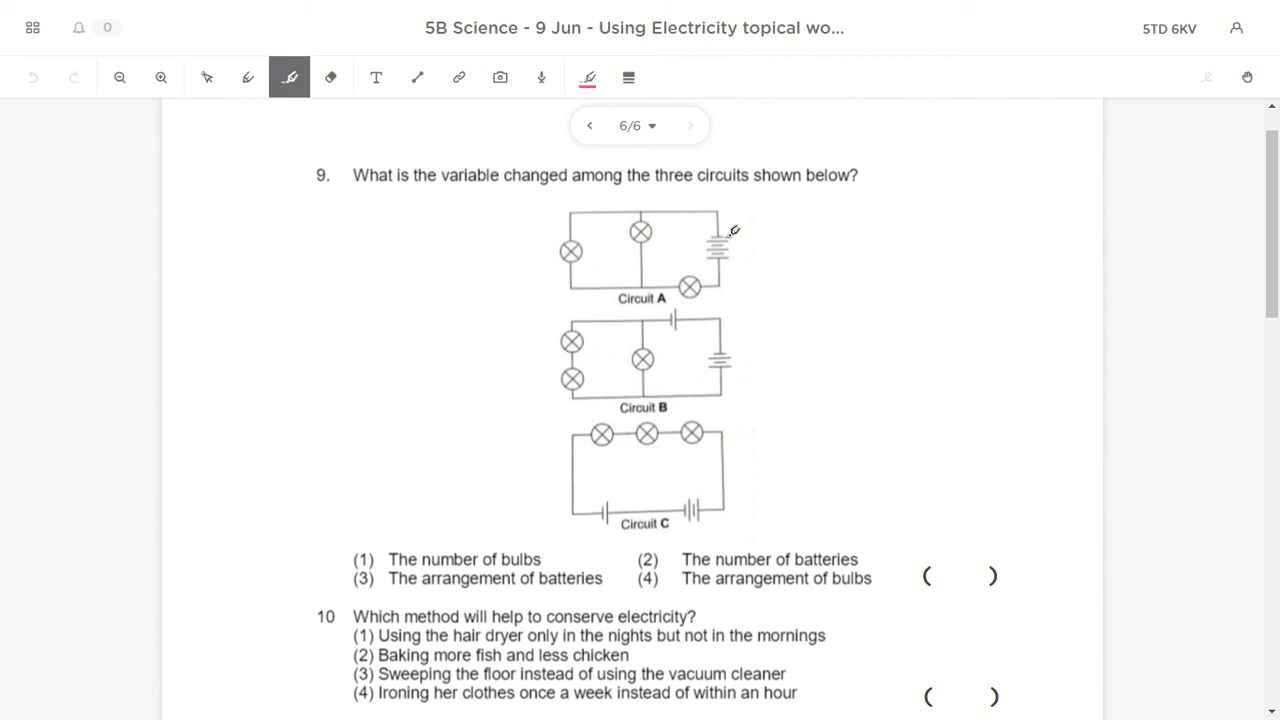 0
5B Science - 9 Jun - Using Electricity topical wo...
5TD 6KV
T
6/6
9. What is the variable changed among the three circuits shown below?
Circuit A
Circuit B
Circuit C
(1) The number of bulbs (2) The number of batteries
(3) The arrangement of batteries (4) The arrangement of bulbs ( )
10 Which method will help to conserve electricity?
(1) Using the hair dryer only in the nights but not in the mornings
(2) Baking more fish and less chicken
(3) Sweeping the floor instead of using the vacuum cleaner
(4) Ironing her clothes once a week instead of within an hour ( )